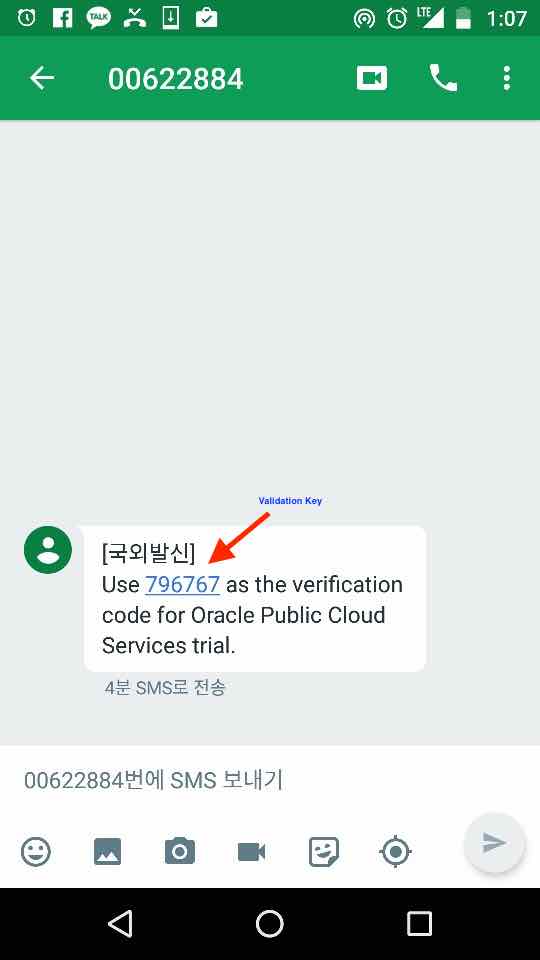 TALK
LTE
1:07
00622884
Validation Key
[국외발신]
Use 796767 as the verification
code for Oracle Public Cloud
Services trial.
4분 SMS로 전송
00622884번에 SMS 보내기